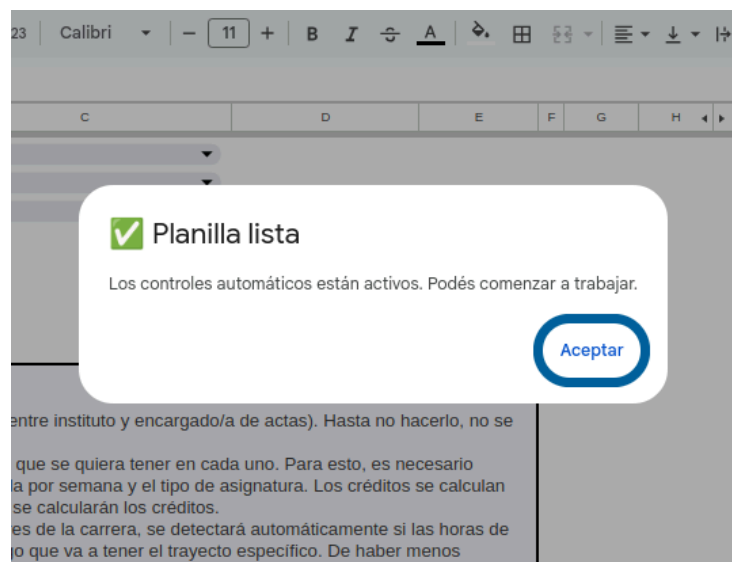 23 Calibri 11 B I S A
C D E F G H
✅ Planilla lista
Los controles automáticos están activos. Podés comenzar a trabajar.
Aceptar
entre instituto y encargado/a de actas). Hasta no hacerlo, no se
que se quiera tener en cada uno. Para esto, es necesario
la por semana y el tipo de asignatura. Los créditos se calculan
se calcularán los créditos.
es de la carrera, se detectará automáticamente si las horas de
go que va a tener el trayecto específico. De haber menos